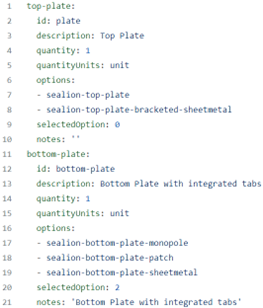 1 top-plate:
2 id: plate
3 description: Top Plate
4 quantity: 1
5 quantityUnits: unit
6 options:
7 - sealion-top-plate
8 - sealion-top-plate-bracketed-sheetmetal
9 selectedOption: 0
10 notes: ''
11 bottom-plate:
12 id: bottom-plate
13 description: Bottom Plate with integrated tabs
14 quantity: 1
15 quantityUnits: unit
16 options:
17 - sealion-bottom-plate-monopole
18 - sealion-bottom-plate-patch
19 - sealion-bottom-plate-sheetmetal
20 selectedOption: 2
21 notes: 'Bottom Plate with integrated tabs'